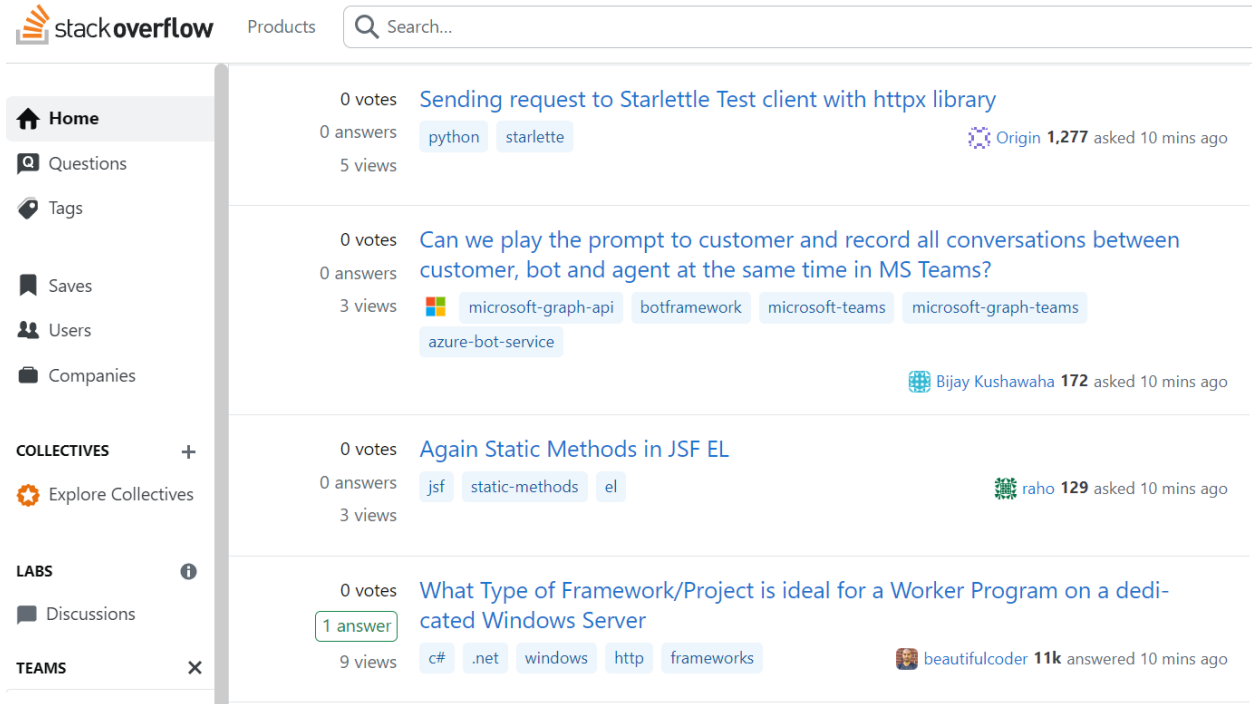 stackoverflow
Products
Search...
Home
Questions
Tags
Saves
Users
Companies
COLLECTIVES
Explore Collectives
LABS
Discussions
TEAMS
0 votes
0 answers
5 views
Sending request to Starlettle Test client with httpx library
python starlette
Origin 1,277 asked 10 mins ago
0 votes
0 answers
3 views
Can we play the prompt to customer and record all conversations between
customer, bot and agent at the same time in MS Teams?
microsoft-graph-api botframework microsoft-teams microsoft-graph-teams
azure-bot-service
Bijay Kushawaha 172 asked 10 mins ago
0 votes
0 answers
3 views
Again Static Methods in JSF EL
jsf static-methods el
raho 129 asked 10 mins ago
0 votes
1 answer
9 views
What Type of Framework/Project is ideal for a Worker Program on a dedi-
cated Windows Server
c# .net windows http frameworks
beautifulcoder 11k answered 10 mins ago